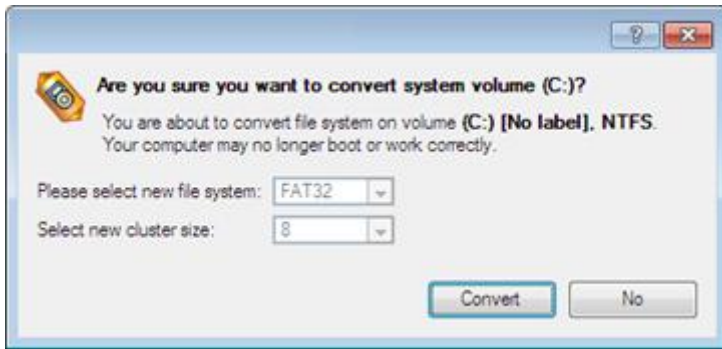 Are you sure you want to convert system volume (C:)?
You are about to convert file system on volume (C:) [No label], NTFS.
Your computer may no longer boot or work correctly.
Please select new file system: FAT32
Select new cluster size: 8
Convert No